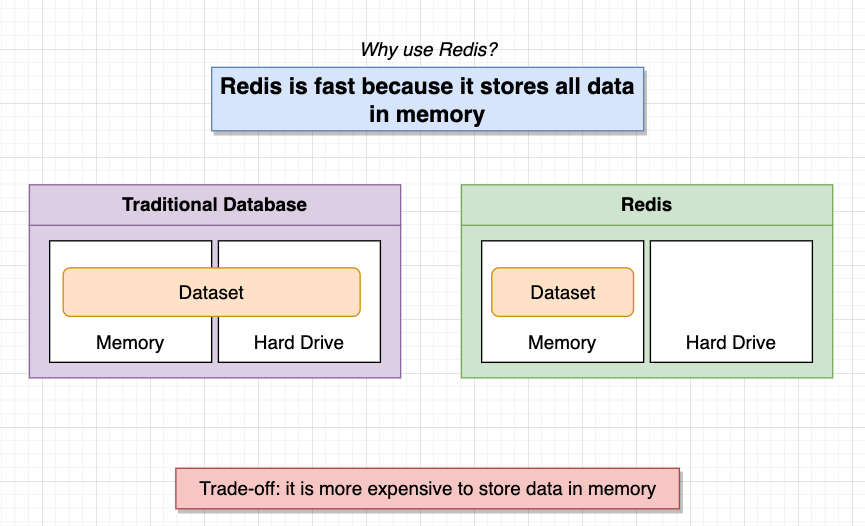 Why use Redis?
Redis is fast because it stores all data
in memory
Traditional Database
Redis
Dataset
Memory
Hard Drive
Dataset
Memory
Hard Drive
Trade-off: it is more expensive to store data in memory